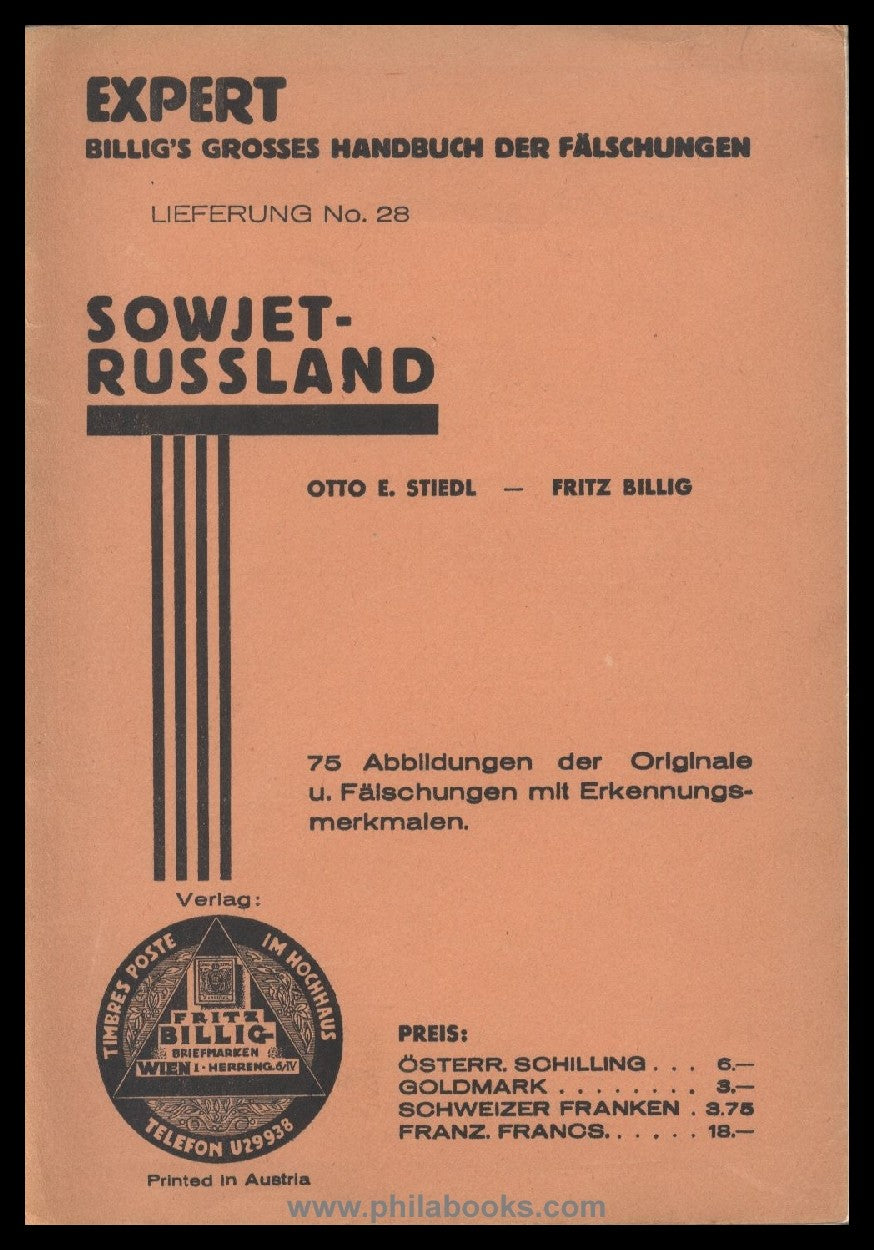 EXPERT
BILLIG'S GROSSES HANDBUCH DER FÄLSCHUNGEN
LIEFERUNG No. 28
SOWJET-
RUSSLAND
OTTO E. STIEDL — FRITZ BILLIG
75 Abbildungen der Originale
u. Fälschungen mit Erkennungs-
merkmalen.
Verlag:
TIMBRES POSTE IM HOCHHAUS
FRITZ
BILLIG
BRIEFMARKEN
WIEN I · HERRENG. 6/IV
TELEFON U29938
Printed in Austria
PREIS:
ÖSTERR. SCHILLING . . . 6.—
GOLDMARK . . . . . . . . 3.—
SCHWEIZER FRANKEN . 3.75
FRANZ. FRANCS. . . . . . 18.—
www.philabooks.com